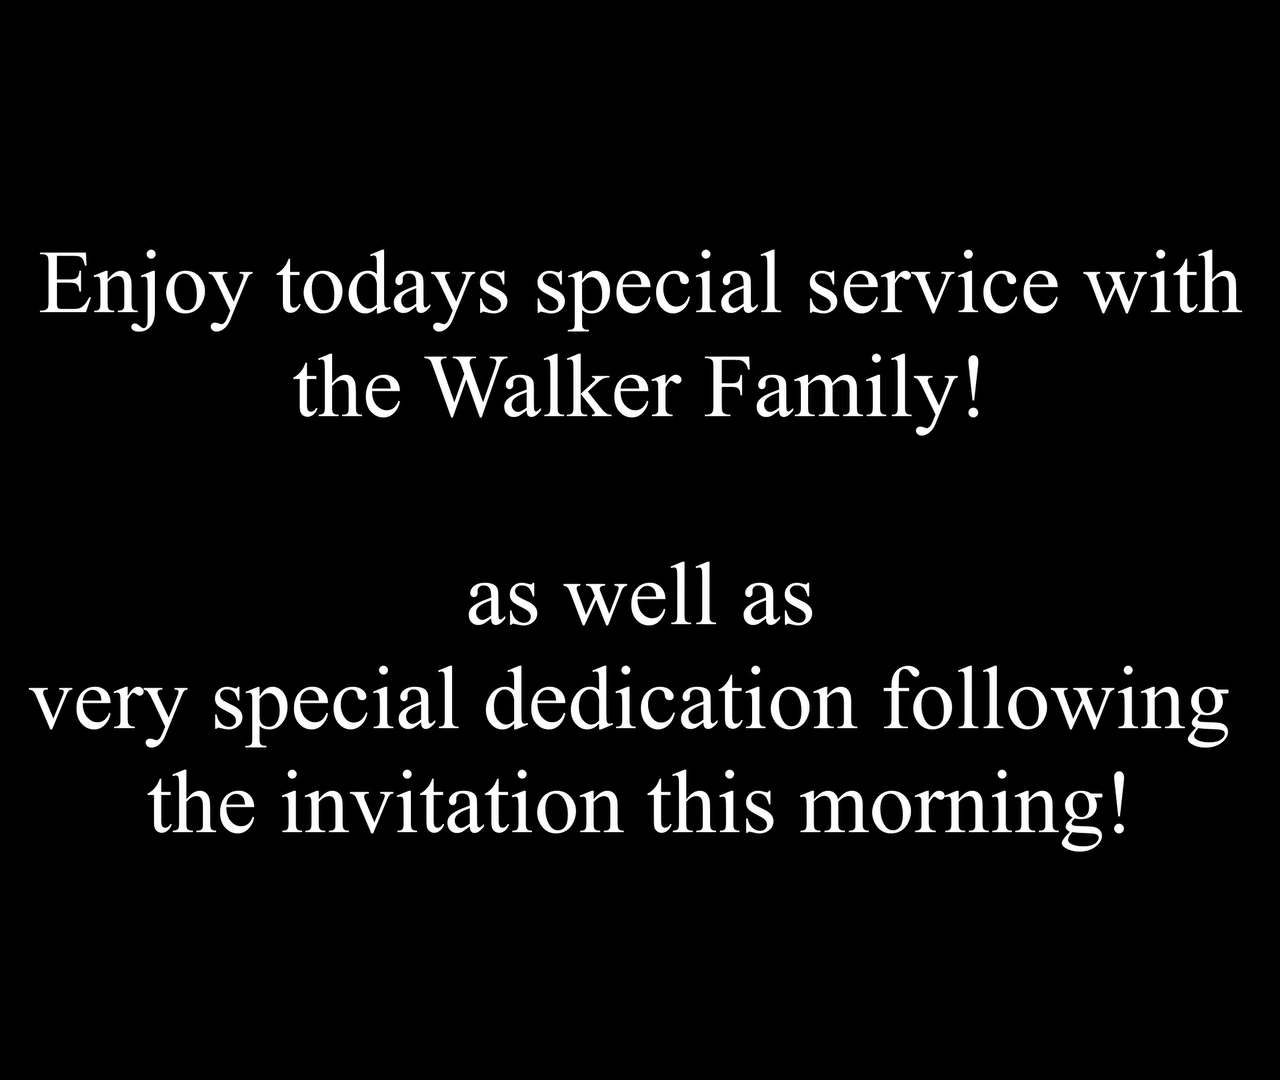 Enjoy todays special service with
the Walker Family!
as well as
very special dedication following
the invitation this morning!